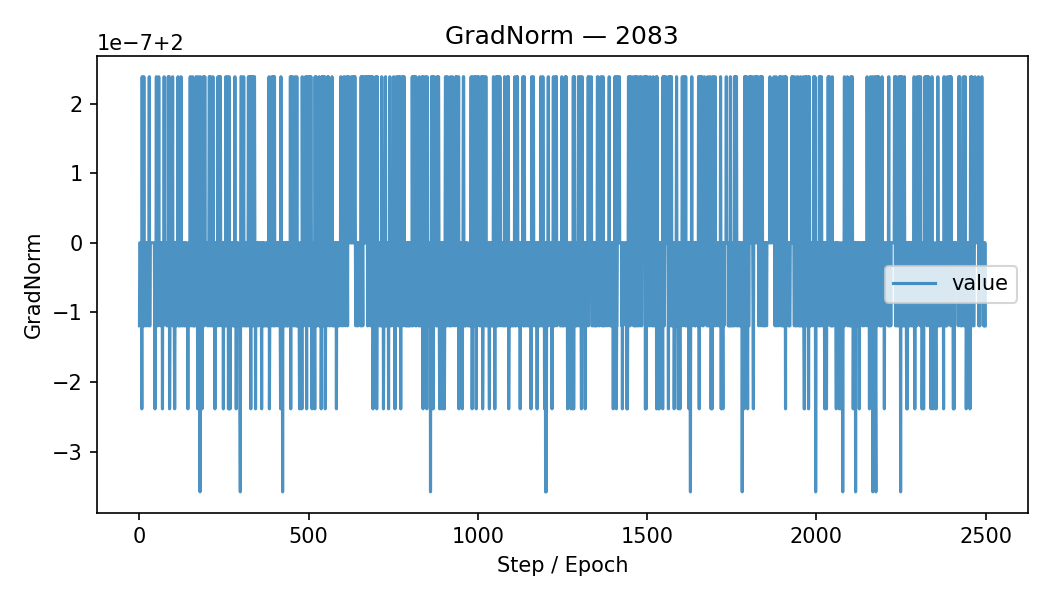 GradNorm — 2083
1e−7+2
2
1
0
−1
−2
−3
GradNorm
value
0
500
1000
1500
2000
2500
Step / Epoch